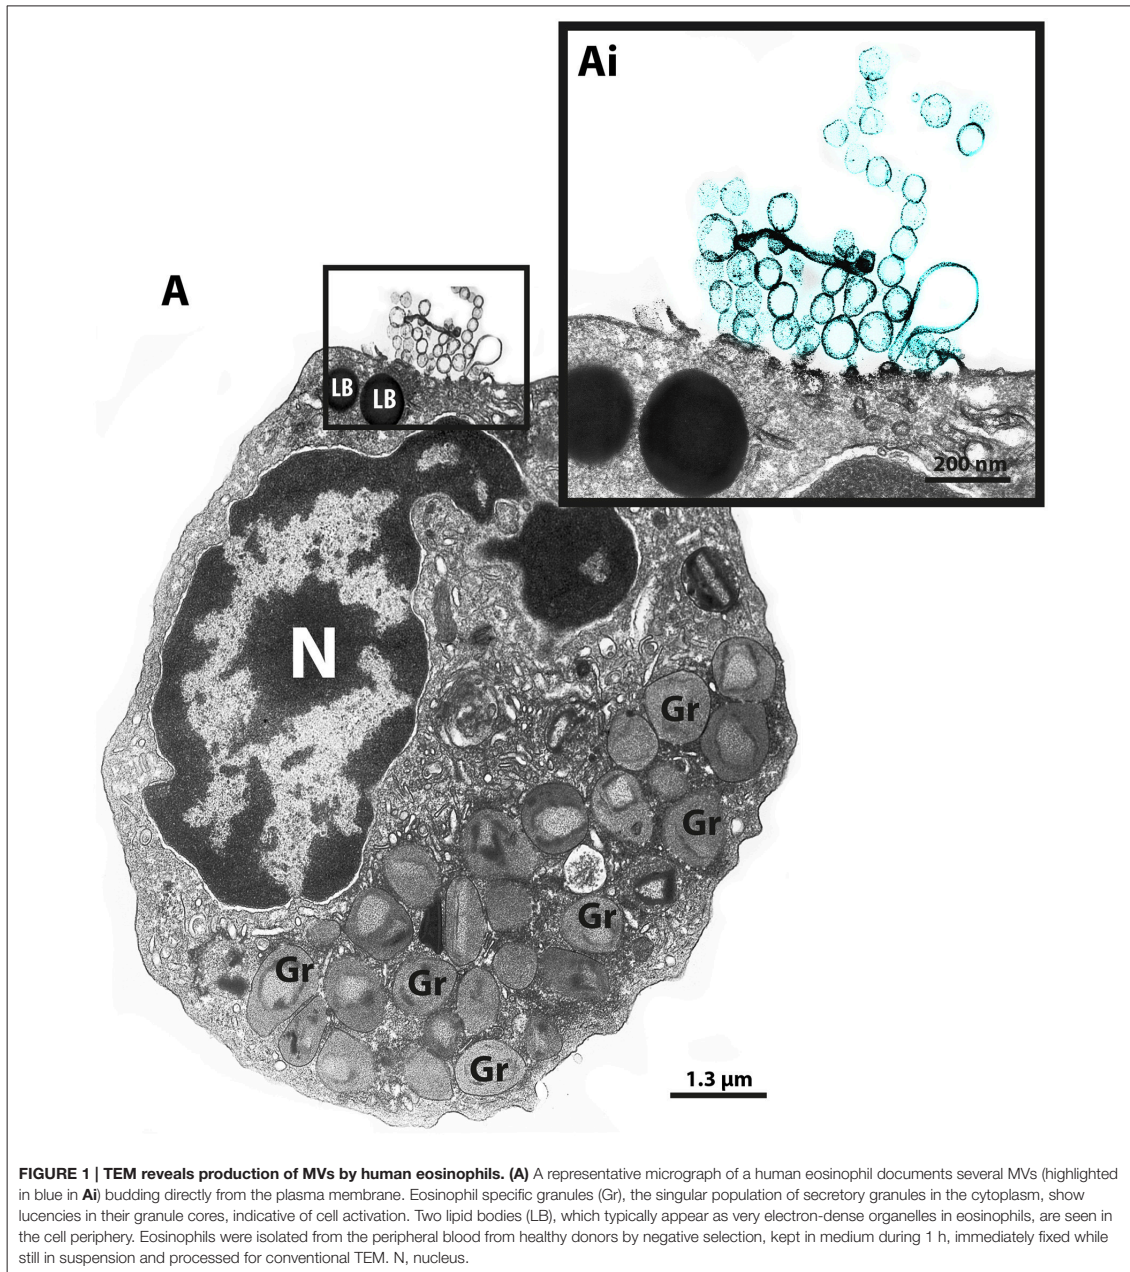 Ai
A
LB
LB
200 nm
N
Gr
Gr
Gr
Gr
Gr
Gr
1.3 µm
FIGURE 1 | TEM reveals production of MVs by human eosinophils. (A) A representative micrograph of a human eosinophil documents several MVs (highlighted
in blue in Ai) budding directly from the plasma membrane. Eosinophil specific granules (Gr), the singular population of secretory granules in the cytoplasm, show
lucencies in their granule cores, indicative of cell activation. Two lipid bodies (LB), which typically appear as very electron-dense organelles in eosinophils, are seen in
the cell periphery. Eosinophils were isolated from the peripheral blood from healthy donors by negative selection, kept in medium during 1 h, immediately fixed while
still in suspension and processed for conventional TEM. N, nucleus.